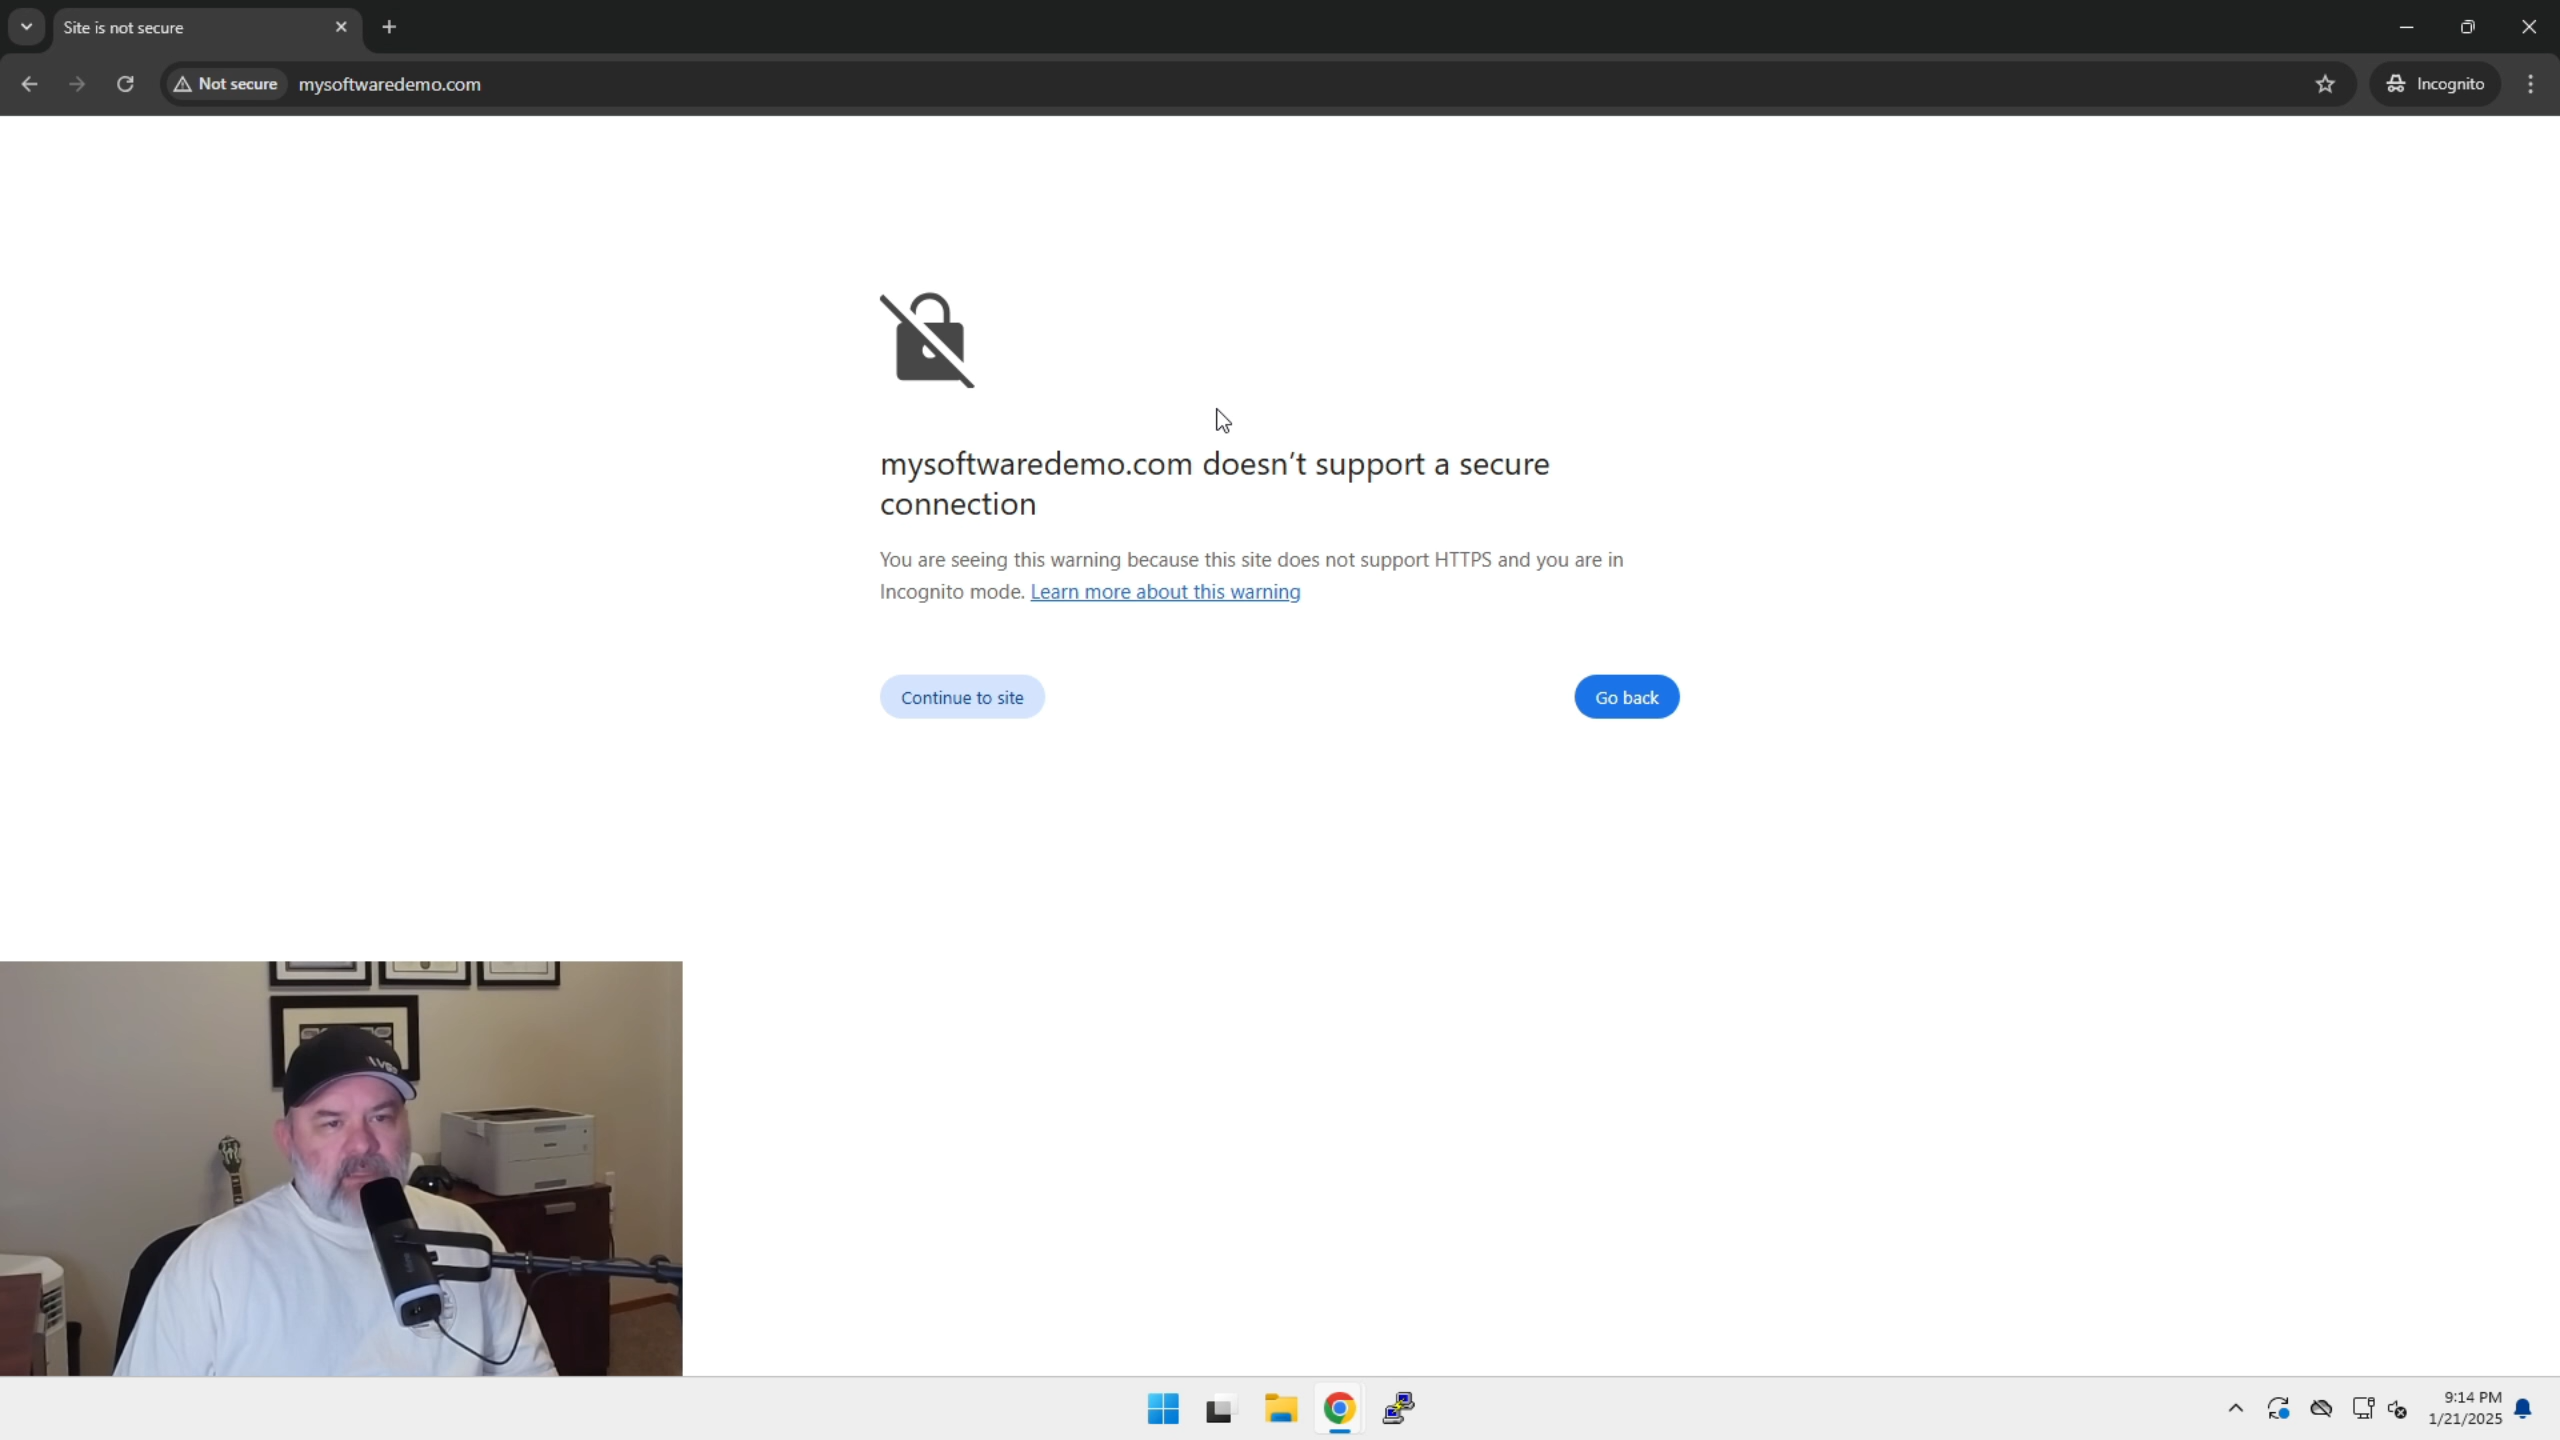 Site is not secure
Not secure
mysoftwaredemo.com
Incognito
mysoftwaredemo.com doesn't support a secure
connection
You are seeing this warning because this site does not support HTTPS and you are in
Incognito mode. Learn more about this warning
Continue to site
Go back
9:14 PM
1/21/2025